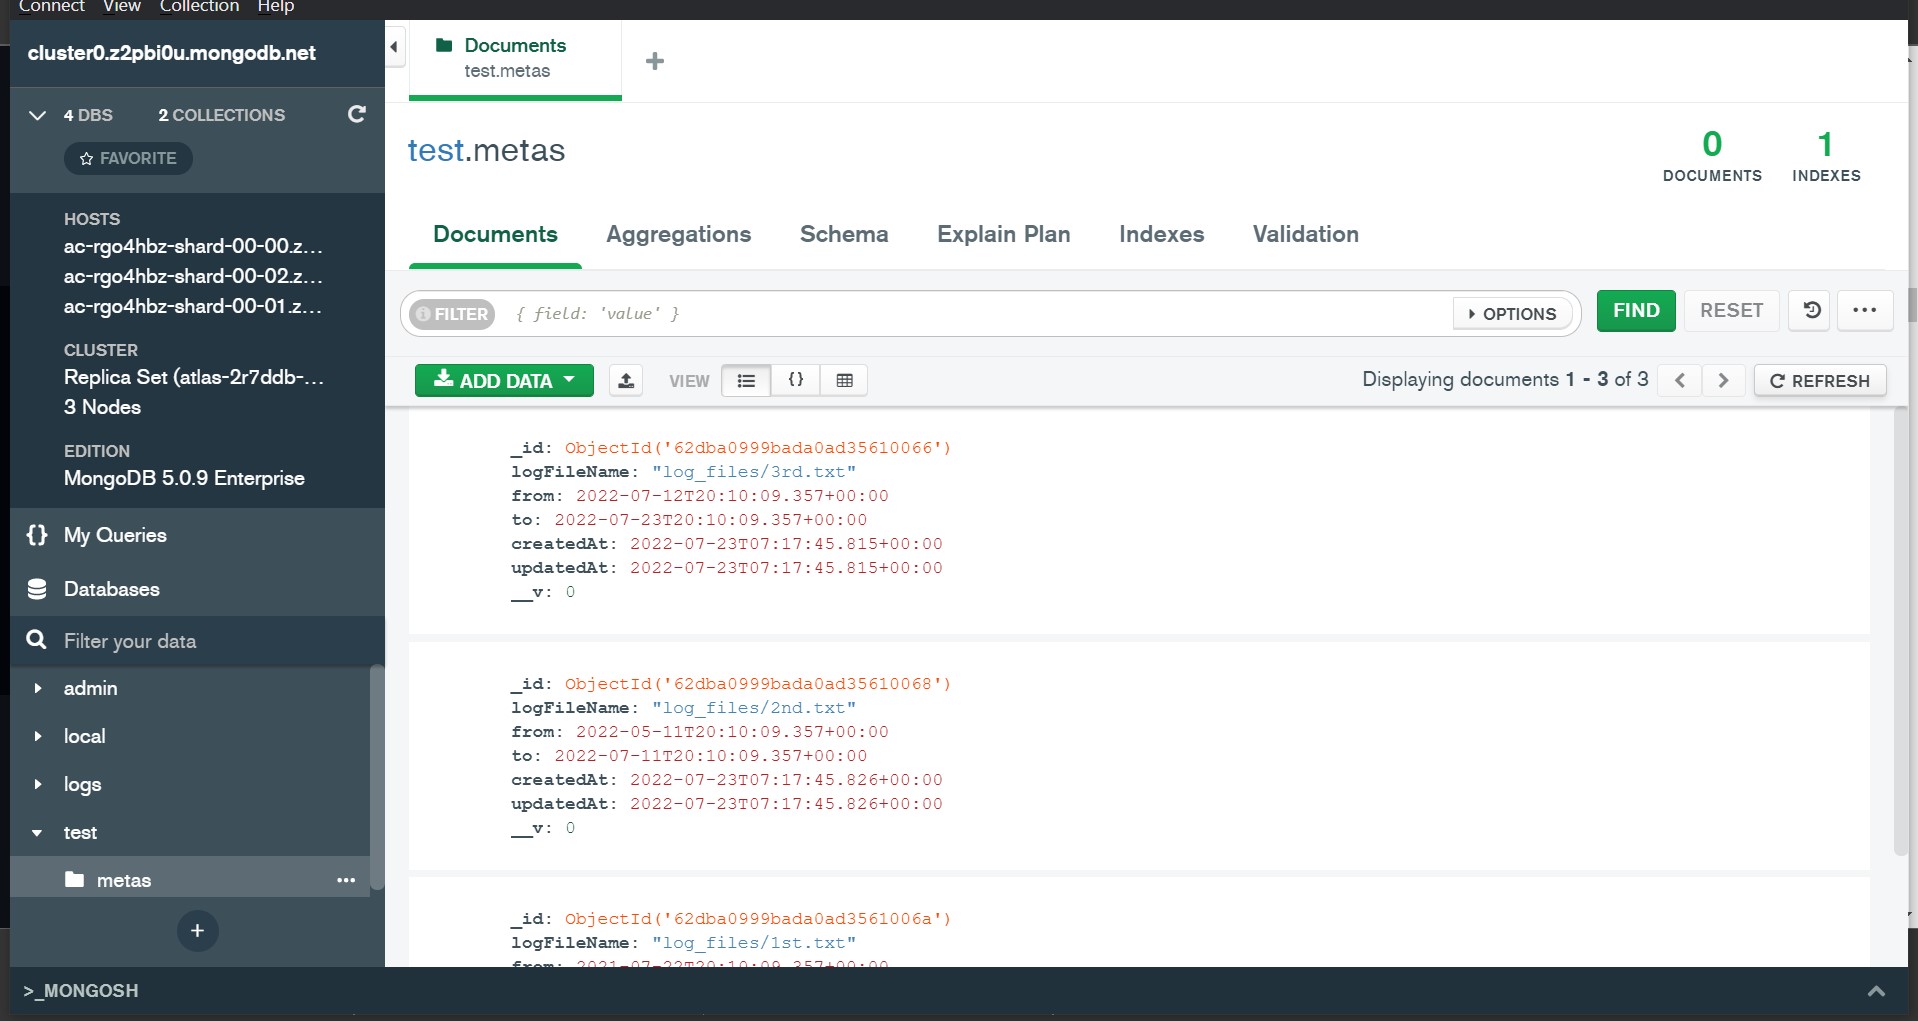 Connect View Collection Help
cluster0.z2pbi0u.mongodb.net
4 DBS 2 COLLECTIONS
FAVORITE
HOSTS
ac-rgo4hbz-shard-00-00.z...
ac-rgo4hbz-shard-00-02.z...
ac-rgo4hbz-shard-00-01.z...
CLUSTER
Replica Set (atlas-2r7ddb-...
3 Nodes
EDITION
MongoDB 5.0.9 Enterprise
{} My Queries
Databases
Filter your data
admin
local
logs
test
metas
+
>_MONGOSH
Documents
test.metas
+
test.metas
0
DOCUMENTS
1
INDEXES
Documents Aggregations Schema Explain Plan Indexes Validation
FILTER { field: 'value' } OPTIONS FIND RESET
ADD DATA VIEW { } Displaying documents 1 - 3 of 3 REFRESH
_id: ObjectId('62dba0999bada0ad35610066')
logFileName: "log_files/3rd.txt"
from: 2022-07-12T20:10:09.357+00:00
to: 2022-07-23T20:10:09.357+00:00
createdAt: 2022-07-23T07:17:45.815+00:00
updatedAt: 2022-07-23T07:17:45.815+00:00
__v: 0
_id: ObjectId('62dba0999bada0ad35610068')
logFileName: "log_files/2nd.txt"
from: 2022-05-11T20:10:09.357+00:00
to: 2022-07-11T20:10:09.357+00:00
createdAt: 2022-07-23T07:17:45.826+00:00
updatedAt: 2022-07-23T07:17:45.826+00:00
__v: 0
_id: ObjectId('62dba0999bada0ad3561006a')
logFileName: "log_files/1st.txt"
from: 2021-07-22T20:10:09.357+00:00